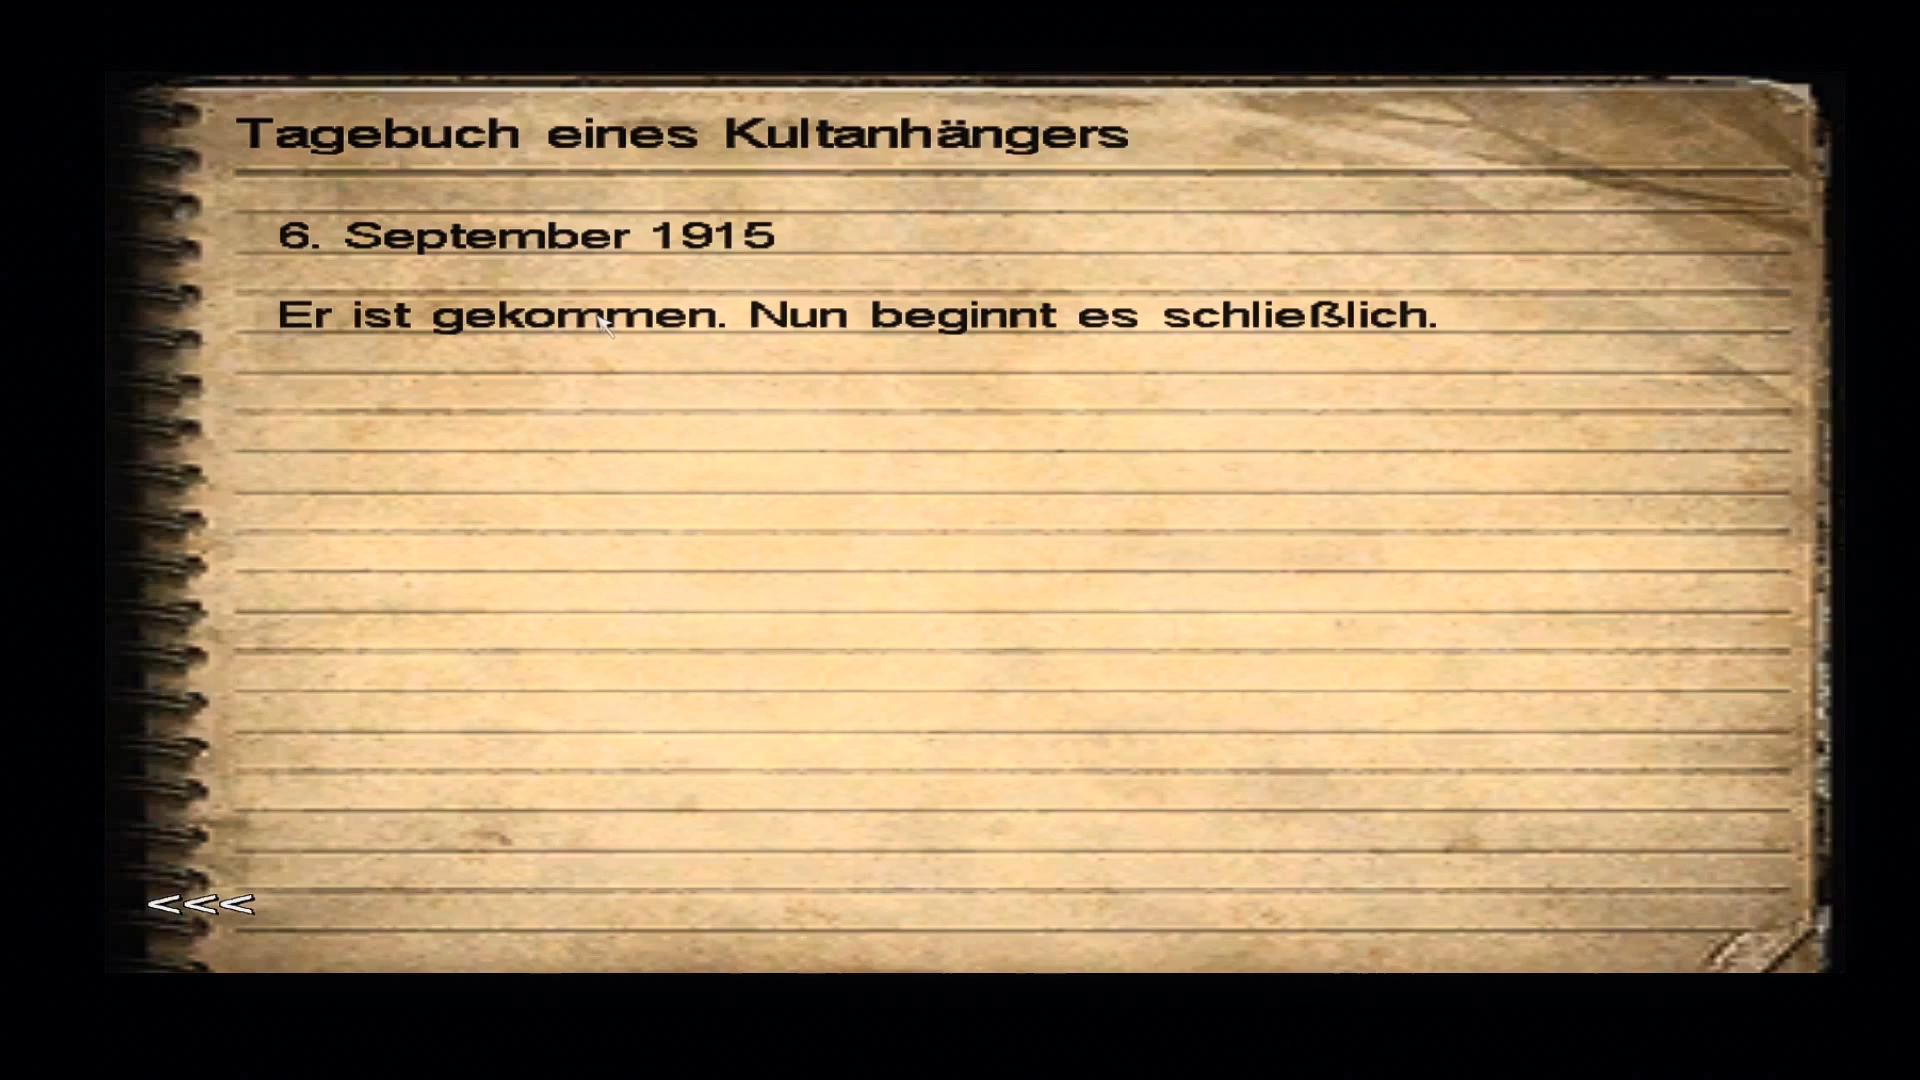 Tagebuch eines Kultanhängers
6. September 1915
Er ist gekommen. Nun beginnt es schließlich.
<<<